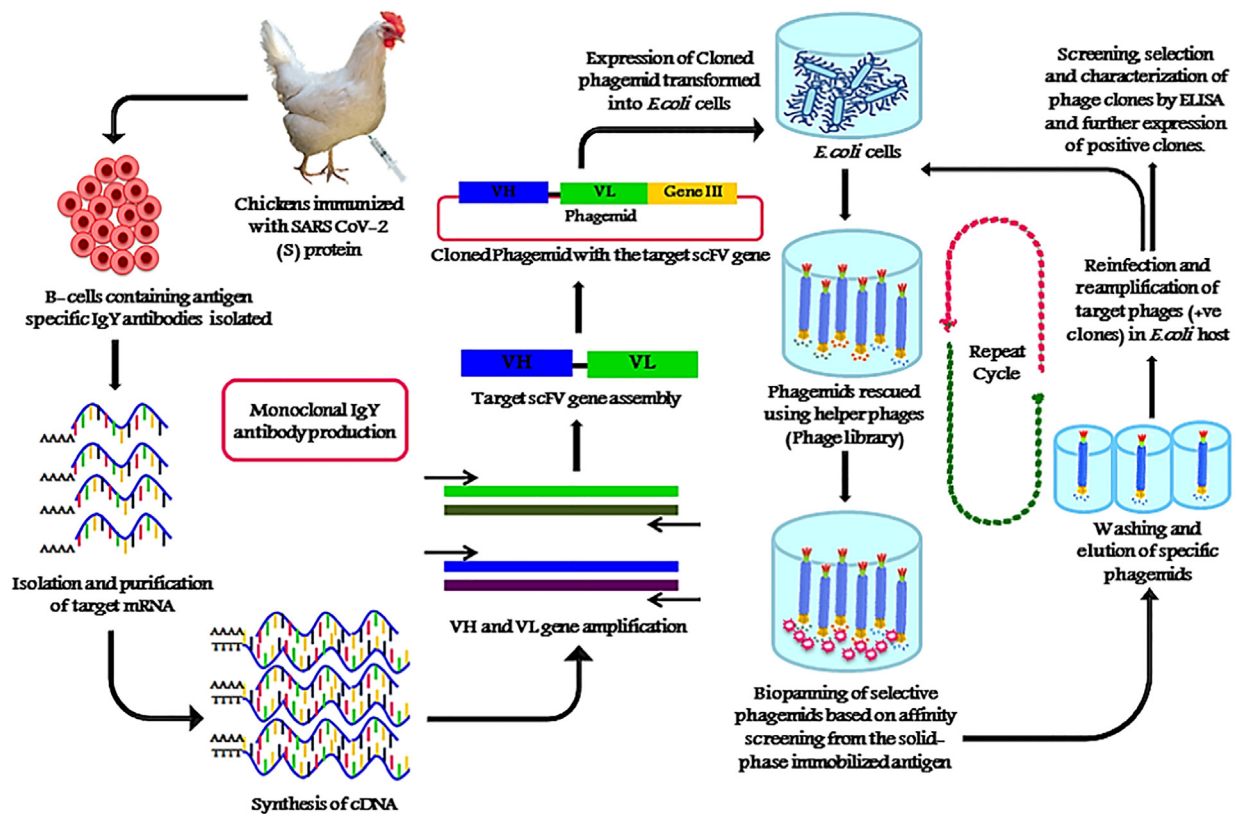 Chickens immunized
with SARS CoV-2
(S) protein
B-cells containing antigen
specific IgY antibodies isolated
AAAA
AAAA
AAAA
AAAA
Isolation and purification
of target mRNA
AAAA
TTTT
AAAA
TTTT
AAAA
TTTT
Synthesis of cDNA
Monoclonal IgY
antibody production
VH and VL gene amplification
VH
VL
Target scFV gene assembly
VH
VL
Gene III
Phagemid
Cloned Phagemid with the target scFV gene
Expression of Cloned
phagemid transformed
into E.coli cells
E.coli cells
Phagemids rescued
using helper phages
(Phage library)
Biopanning of selective
phagemids based on affinity
screening from the solid-
phase immobilized antigen
Washing and
elution of specific
phagemids
Repeat
Cycle
Reinfection and
reamplification of
target phages (+ve
clones) in E.coli host
Screening, selection
and characterization of
phage clones by ELISA
and further expression
of positive clones.